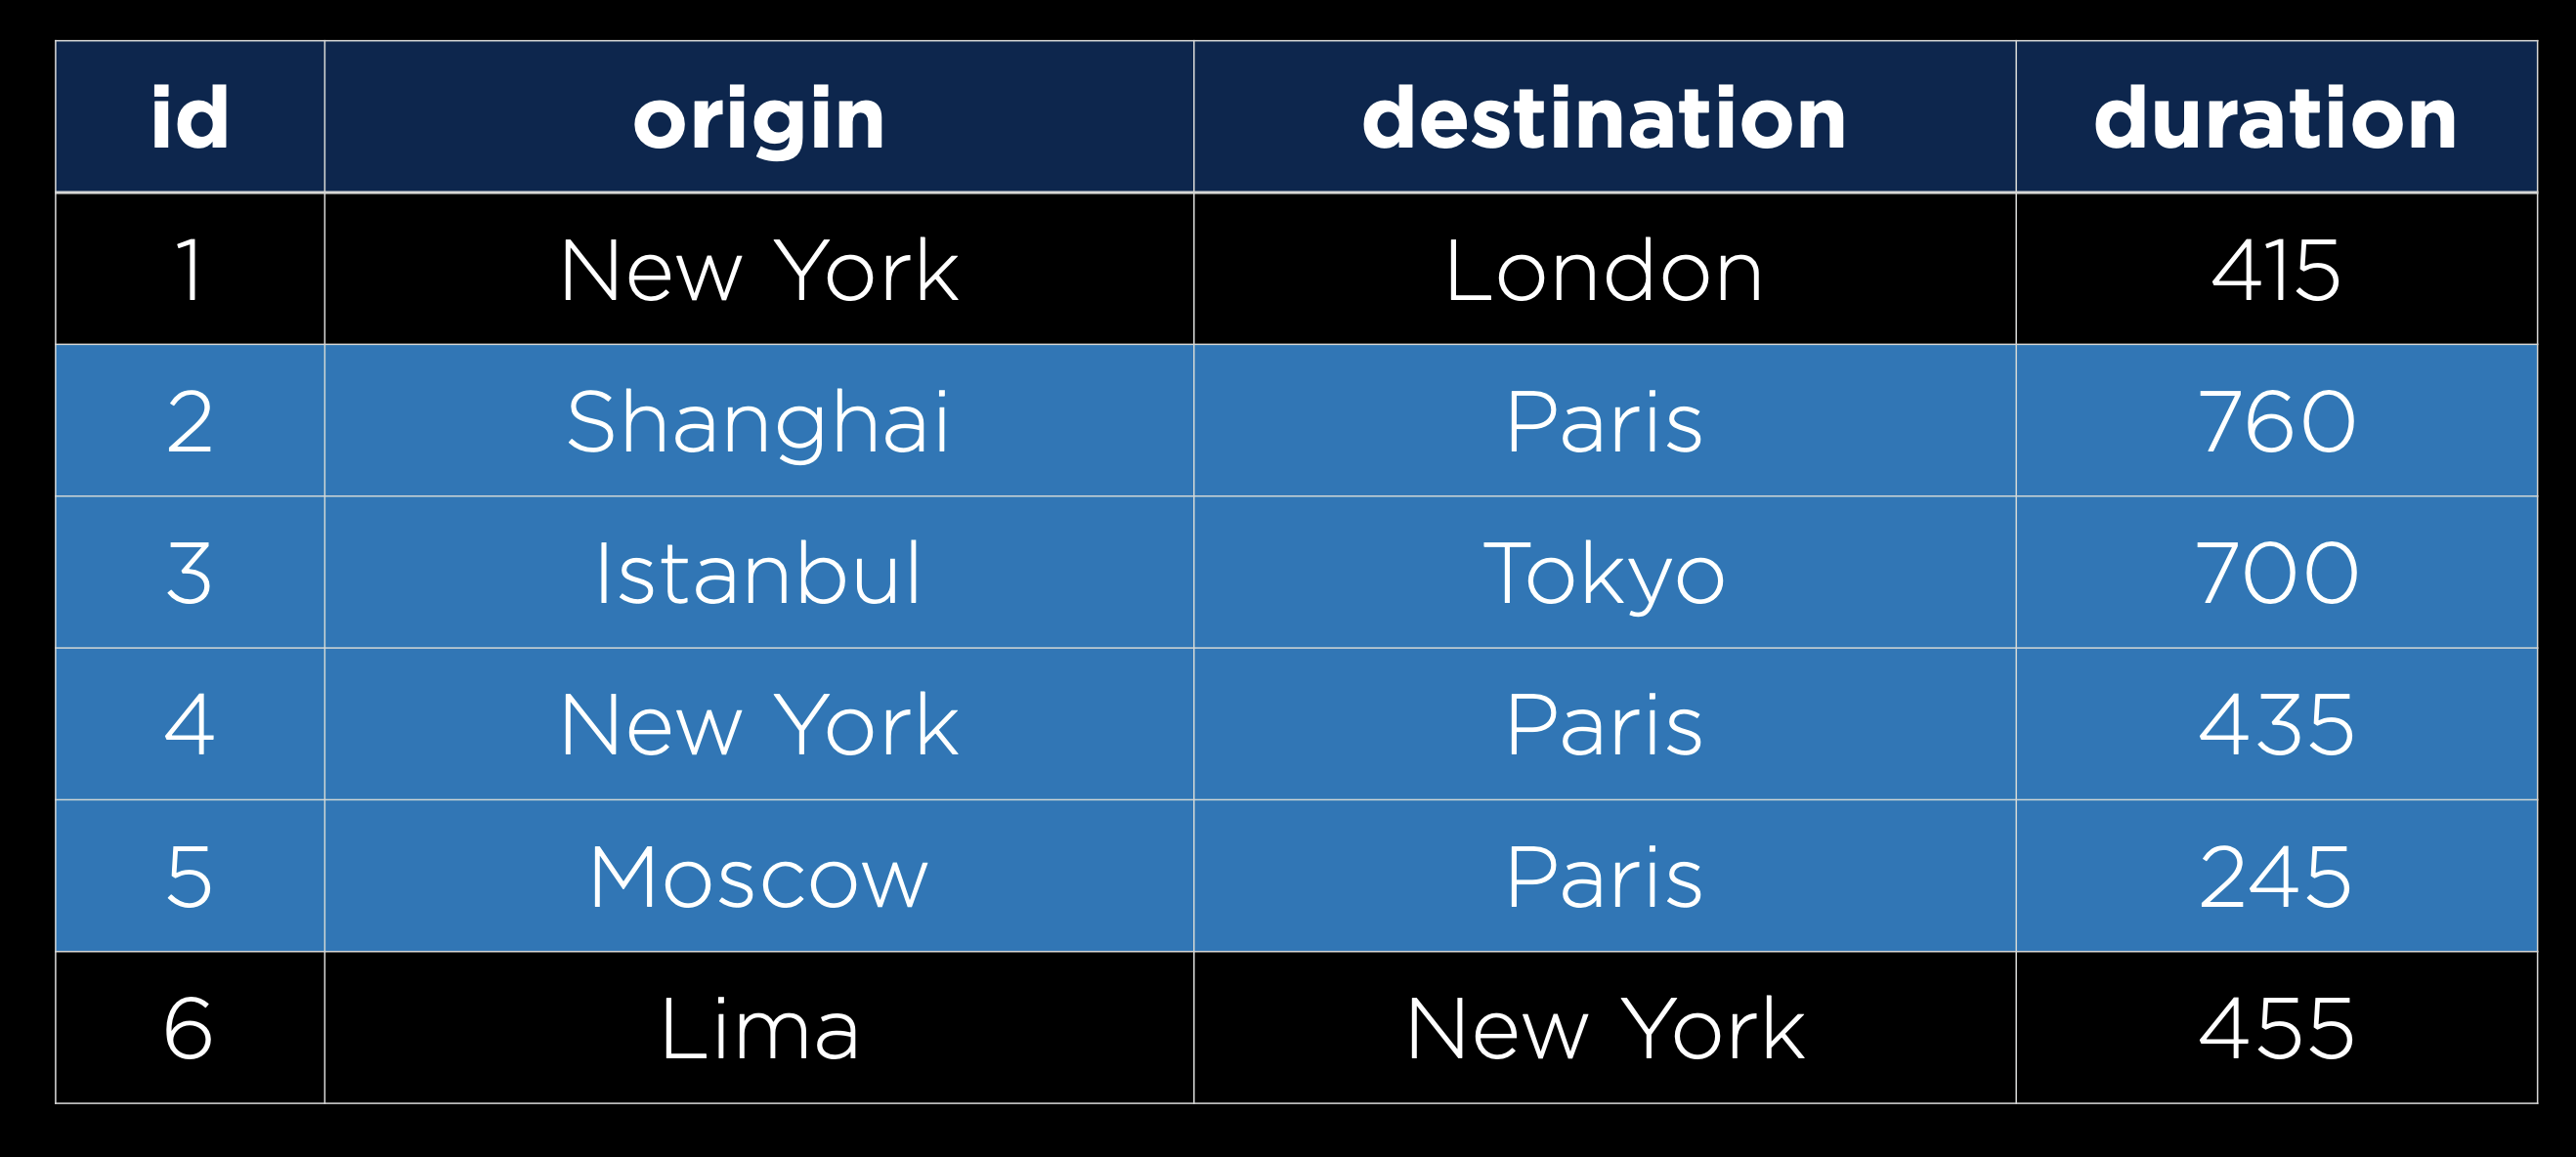 id origin destination duration
1 New York London 415
2 Shanghai Paris 760
3 Istanbul Tokyo 700
4 New York Paris 435
5 Moscow Paris 245
6 Lima New York 455